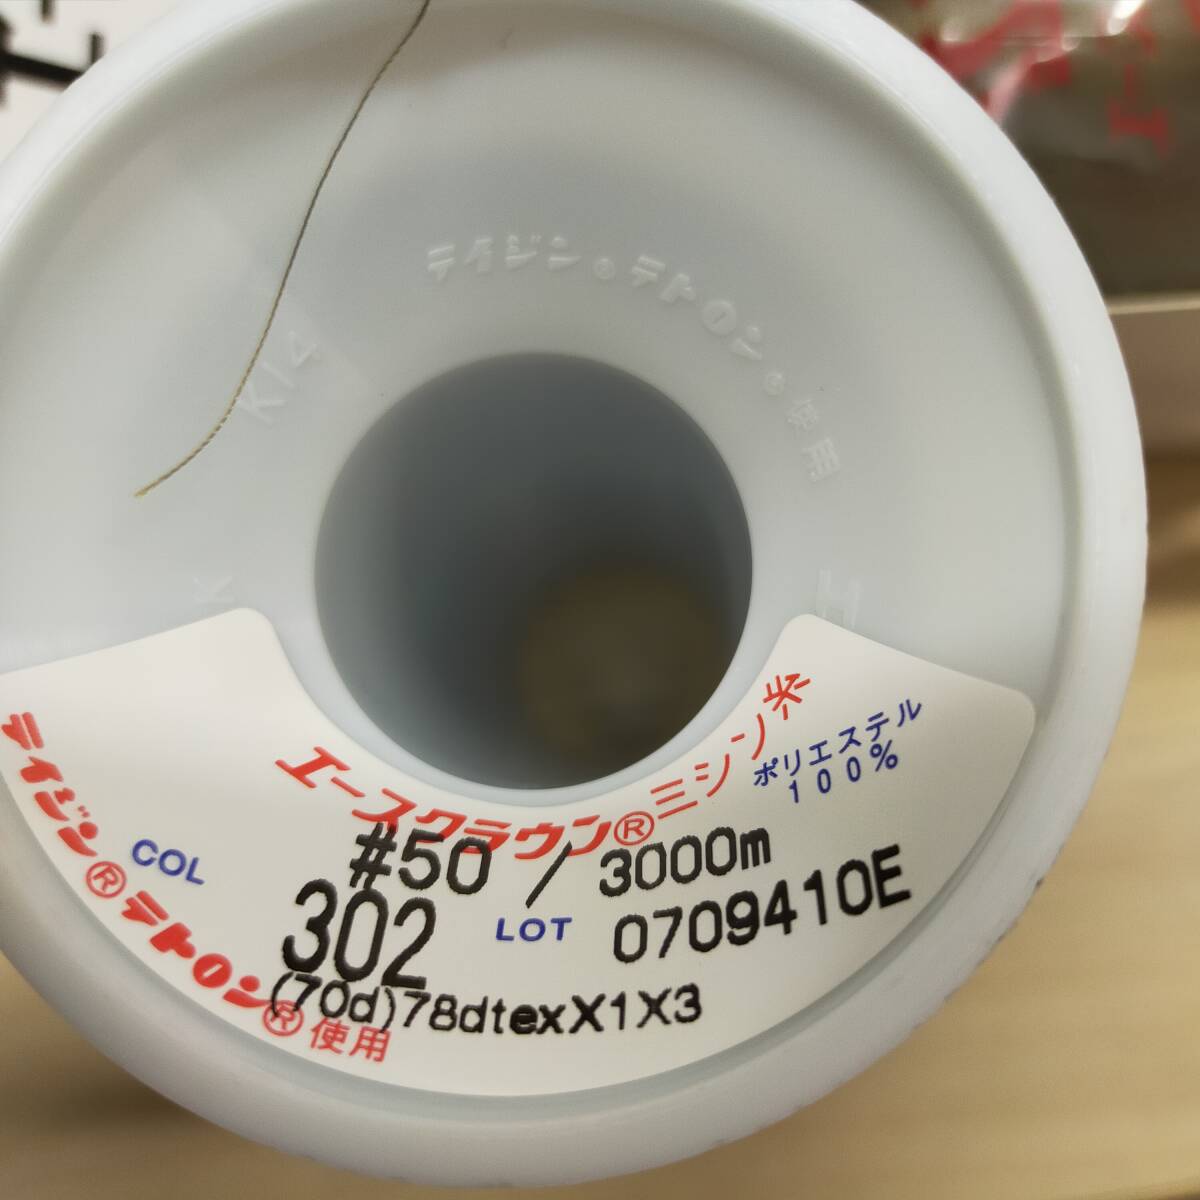 テイジン®テトロン®使用
K14
K
H
エースクラウン®ミシン糸
ポリエステル
100%
#50 / 3000m
COL 302 LOT 0709410E
(70d)78dtexX1X3
テイジン®テトロン®使用